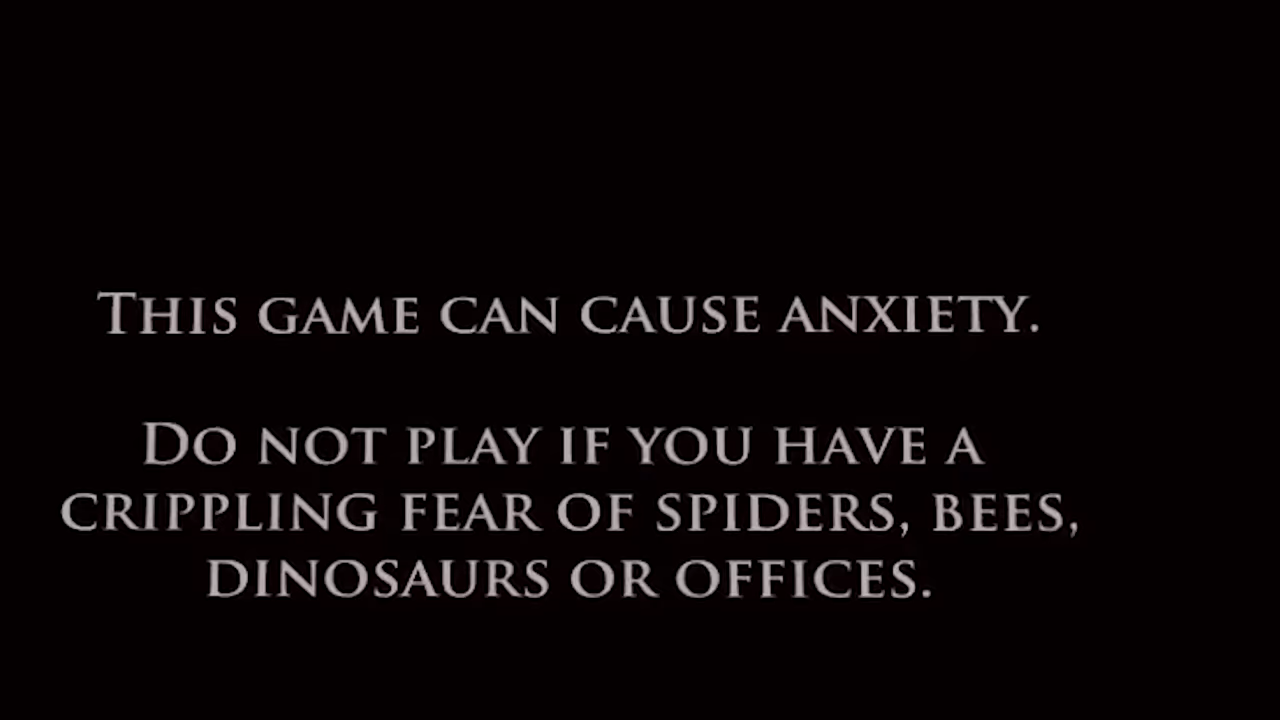 This game can cause anxiety.
Do not play if you have a
crippling fear of spiders, bees,
dinosaurs or offices.